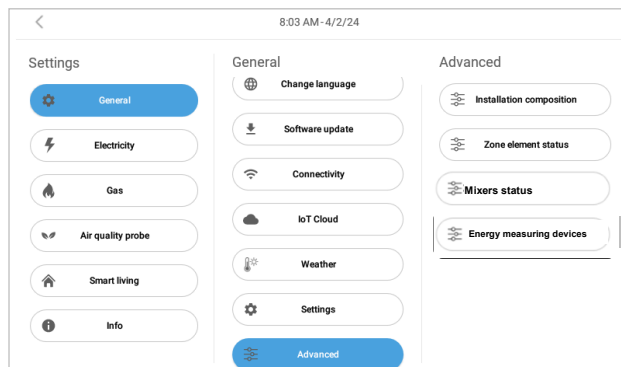 8:03 AM-4/2/24
Settings
General
Electricity
Gas
Air quality probe
Smart living
Info
General
Change language
Software update
Connectivity
IoT Cloud
Weather
Settings
Advanced
Advanced
Installation composition
Zone element status
Mixers status
Energy measuring devices